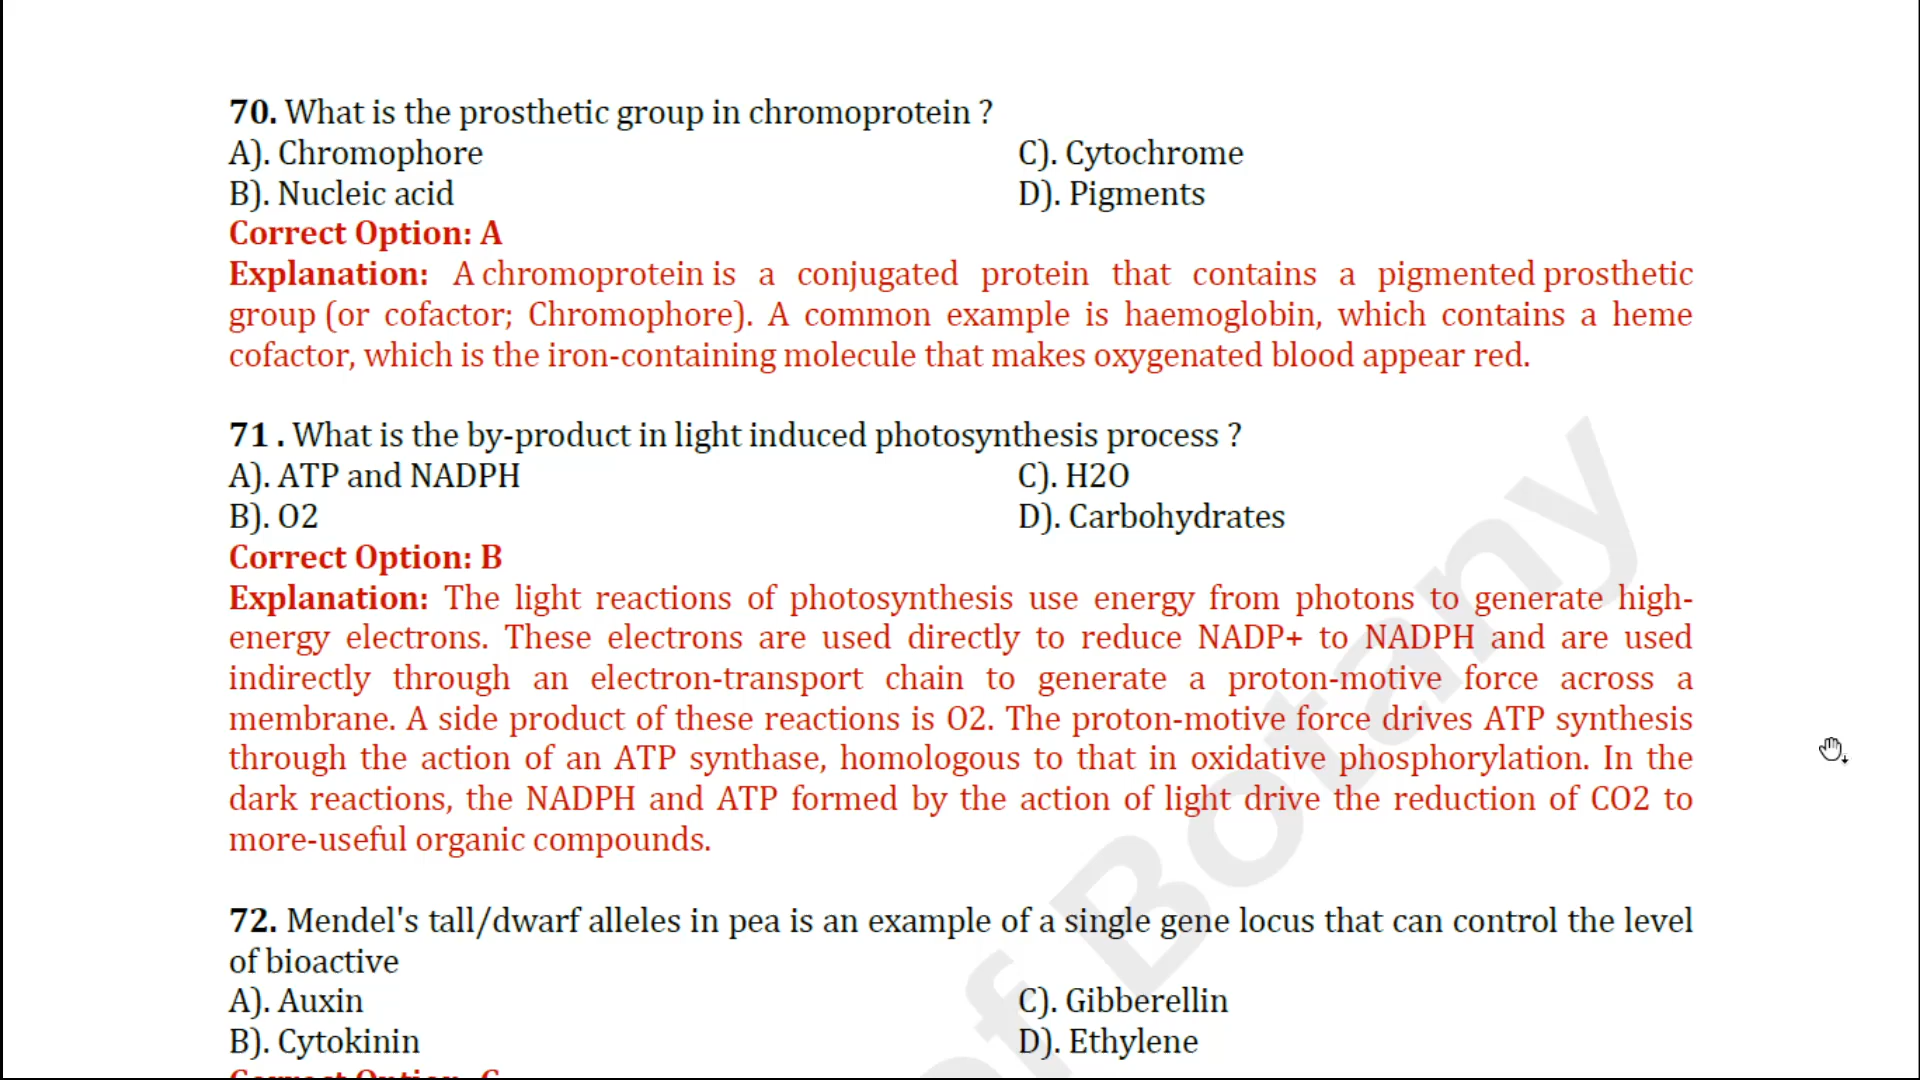 70. What is the prosthetic group in chromoprotein ?
A). Chromophore C). Cytochrome
B). Nucleic acid D). Pigments
Correct Option: A
Explanation: A chromoprotein is a conjugated protein that contains a pigmented prosthetic
group (or cofactor; Chromophore). A common example is haemoglobin, which contains a heme
cofactor, which is the iron-containing molecule that makes oxygenated blood appear red.
71 . What is the by-product in light induced photosynthesis process ?
A). ATP and NADPH C). H2O
B). O2 D). Carbohydrates
Correct Option: B
Explanation: The light reactions of photosynthesis use energy from photons to generate high-
energy electrons. These electrons are used directly to reduce NADP+ to NADPH and are used
indirectly through an electron-transport chain to generate a proton-motive force across a
membrane. A side product of these reactions is O2. The proton-motive force drives ATP synthesis
through the action of an ATP synthase, homologous to that in oxidative phosphorylation. In the
dark reactions, the NADPH and ATP formed by the action of light drive the reduction of CO2 to
more-useful organic compounds.
72. Mendel's tall/dwarf alleles in pea is an example of a single gene locus that can control the level
of bioactive
A). Auxin C). Gibberellin
B). Cytokinin D). Ethylene
Correct Option: C
of Botany